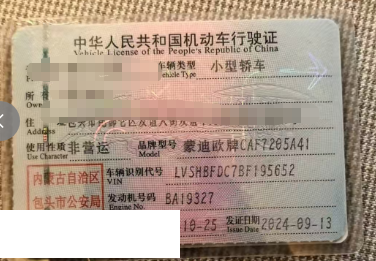 中华人民共和国机动车行驶证
Vehicle License of the People's Republic of China
车辆类型 小型轿车
Vehicle Type
所
Own
住
Address
使用性质 非营运 品牌型号 蒙迪欧牌CAF7205A41
Use Character Model
内蒙古自治区 车辆识别代号 LVSHBFDC7BF195652
VIN
包头市公安局 发动机号码 BA19327
Engine No.
10-25 发证日期 2024-09-13
Issue Date